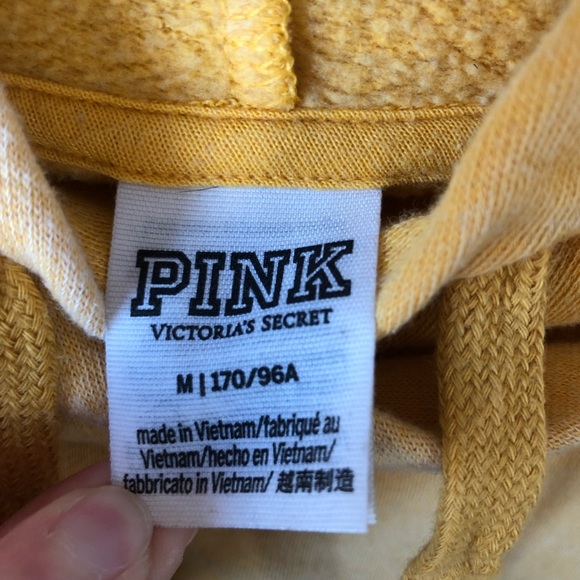 PINK
VICTORIA'S SECRET
M | 170/96A
made in Vietnam/fabriqué au
Vietnam/hecho en Vietnam/
fabbricato in Vietnam/ 越南制造